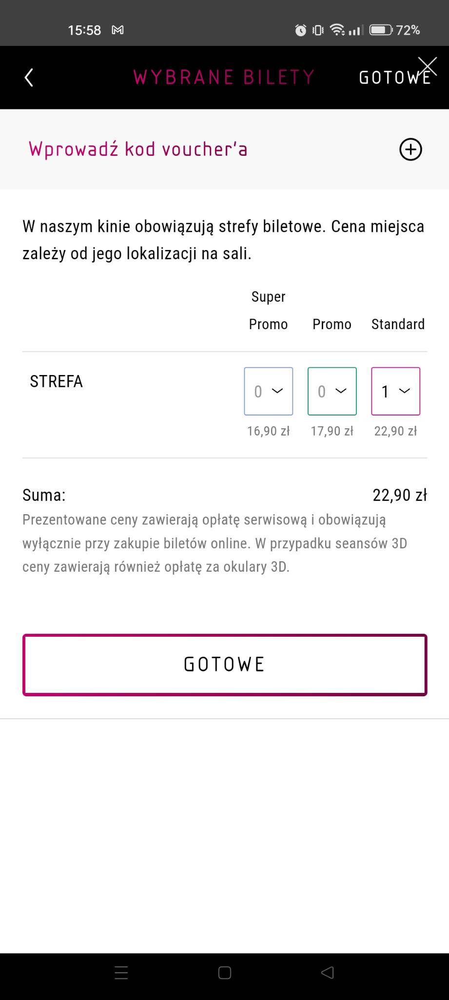 15:58 72%
WYBRANE BILETY GOTOWE
Wprowadź kod voucher'a
W naszym kinie obowiązują strefy biletowe. Cena miejsca
zależy od jego lokalizacji na sali.
Super
Promo Promo Standard
STREFA 0 0 1
16,90 zł 17,90 zł 22,90 zł
Suma: 22,90 zł
Prezentowane ceny zawierają opłatę serwisową i obowiązują
wyłącznie przy zakupie biletów online. W przypadku seansów 3D
ceny zawierają również opłatę za okulary 3D.
GOTOWE